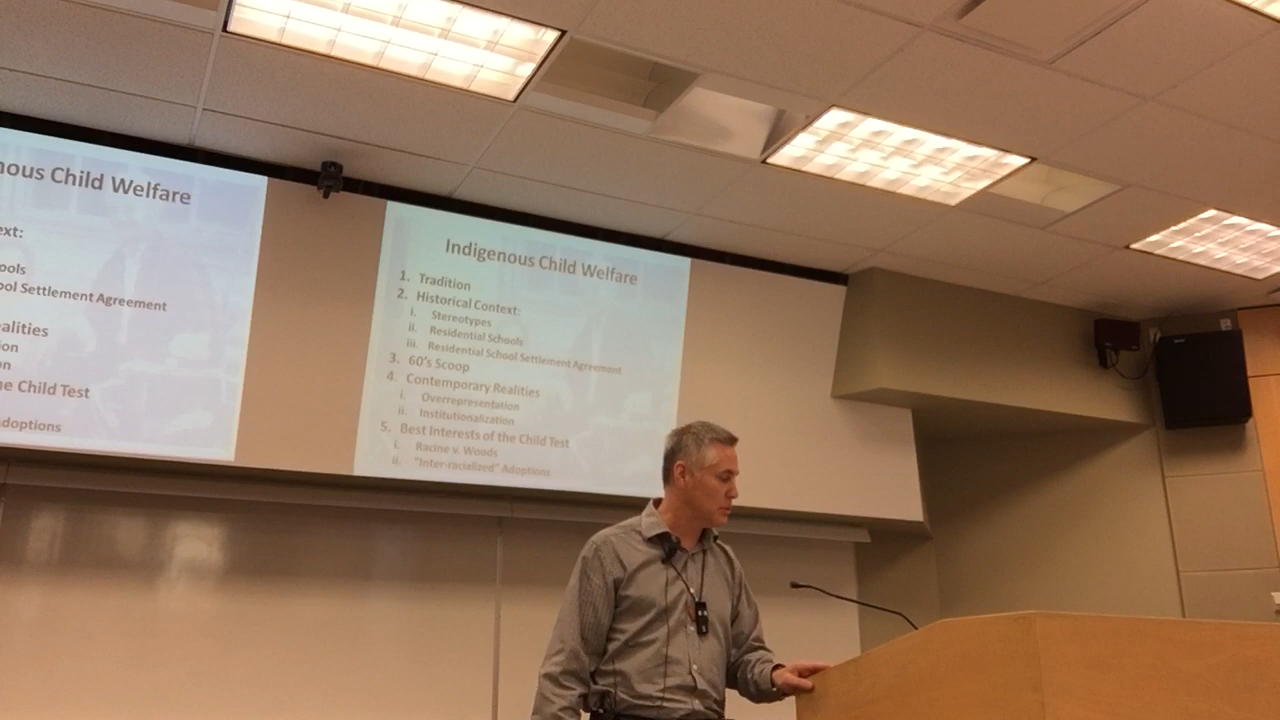 nous Child Welfare
ext:
ools
ool Settlement Agreement
ealities
ion
on
he Child Test
doptions
Indigenous Child Welfare
1. Tradition
2. Historical Context:
i. Stereotypes
ii. Residential Schools
iii. Residential School Settlement Agreement
3. 60's Scoop
4. Contemporary Realities
i. Overrepresentation
ii. Institutionalization
5. Best Interests of the Child Test
i. Racine v. Woods
ii. "Inter-racialized" Adoptions